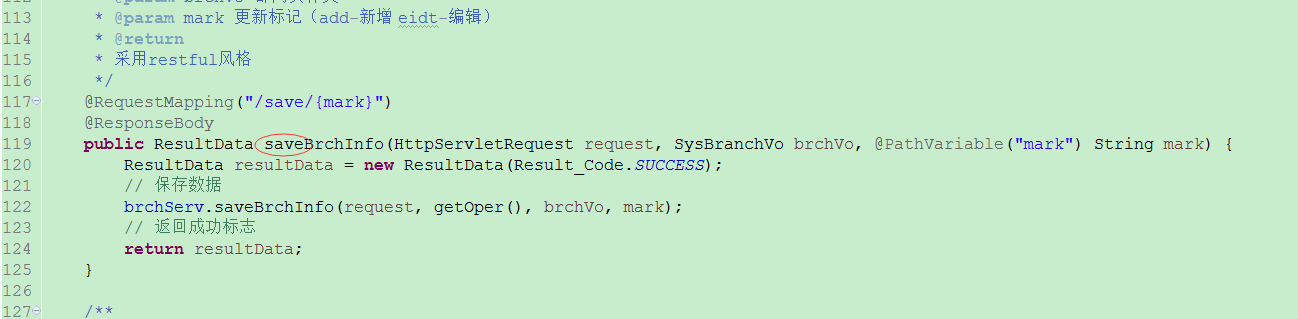 113 * @param mark 更新标记（add-新增 eidt-编辑）
114 * @return
115 * 采用restful风格
116 */
117 @RequestMapping("/save/{mark}")
118 @ResponseBody
119 public ResultData saveBrchInfo(HttpServletRequest request, SysBranchVo brchVo, @PathVariable("mark") String mark) {
120 ResultData resultData = new ResultData(Result_Code.SUCCESS);
121 // 保存数据
122 brchServ.saveBrchInfo(request, getOper(), brchVo, mark);
123 // 返回成功标志
124 return resultData;
125 }
126
127 /**